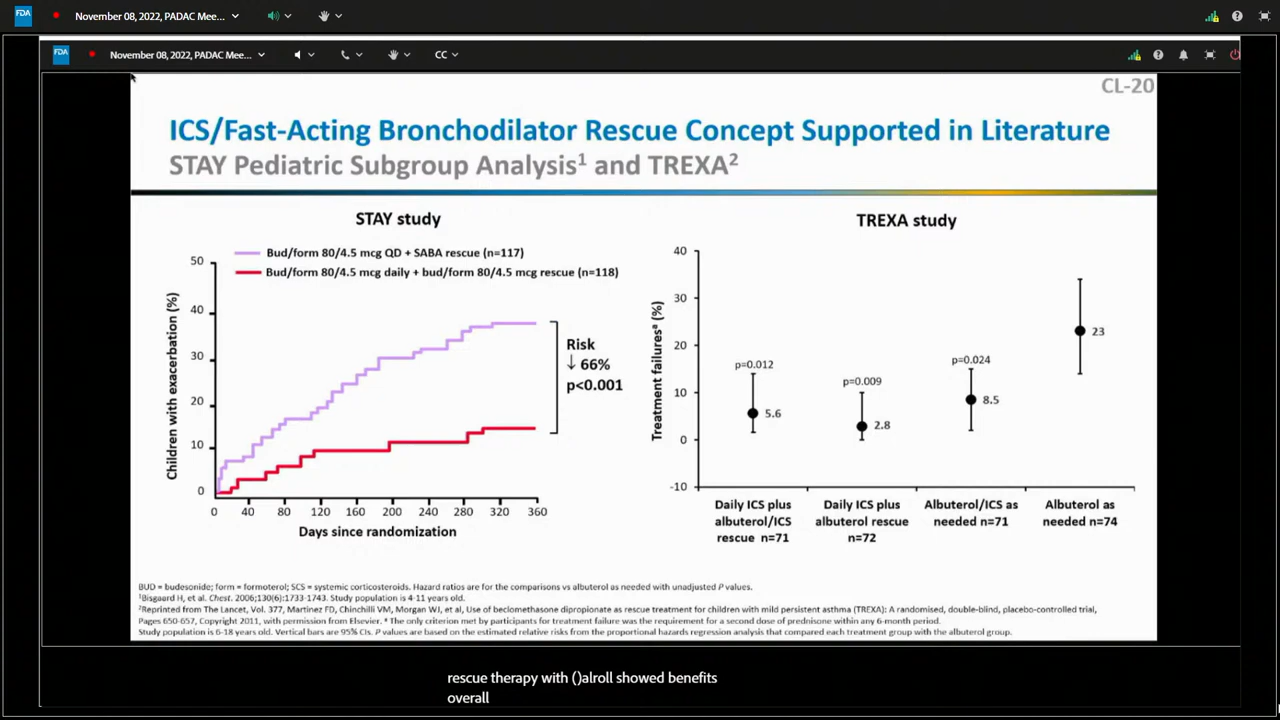 FDA
November 08, 2022, PADAC Mee...
FDA
November 08, 2022, PADAC Mee...
CC
CL-20
ICS/Fast-Acting Bronchodilator Rescue Concept Supported in Literature
STAY Pediatric Subgroup Analysis¹ and TREXA²
STAY study
Bud/form 80/4.5 mcg QD + SABA rescue (n=117)
Bud/form 80/4.5 mcg daily + bud/form 80/4.5 mcg rescue (n=118)
Children with exacerbation (%)
50
40
30
20
10
0
0 40 80 120 160 200 240 280 320 360
Days since randomization
Risk
↓ 66%
p<0.001
TREXA study
Treatment failuresª (%)
40
30
20
10
0
-10
p=0.012
5.6
p=0.009
2.8
p=0.024
8.5
23
Daily ICS plus
albuterol/ICS
rescue n=71
Daily ICS plus
albuterol rescue
n=72
Albuterol/ICS as
needed n=71
Albuterol as
needed n=74
BUD = budesonide; form = formoterol; SCS = systemic corticosteroids. Hazard ratios are for the comparisons vs albuterol as needed with unadjusted P values.
¹Bisgaard H, et al. Chest. 2006;130(6):1733-1743. Study population is 4-11 years old.
²Reprinted from The Lancet, Vol. 377, Martinez FD, Chinchilli VM, Morgan WJ, et al, Use of beclomethasone dipropionate as rescue treatment for children with mild persistent asthma (TREXA): A randomised, double-blind, placebo-controlled trial,
Pages 650-657, Copyright 2011, with permission from Elsevier. ª The only criterion met by participants for treatment failure was the requirement for a second dose of prednisone within any 6-month period.
Study population is 6-18 years old. Vertical bars are 95% CIs. P values are based on the estimated relative risks from the proportional hazards regression analysis that compared each treatment group with the albuterol group.
rescue therapy with ()alroll showed benefits
overall